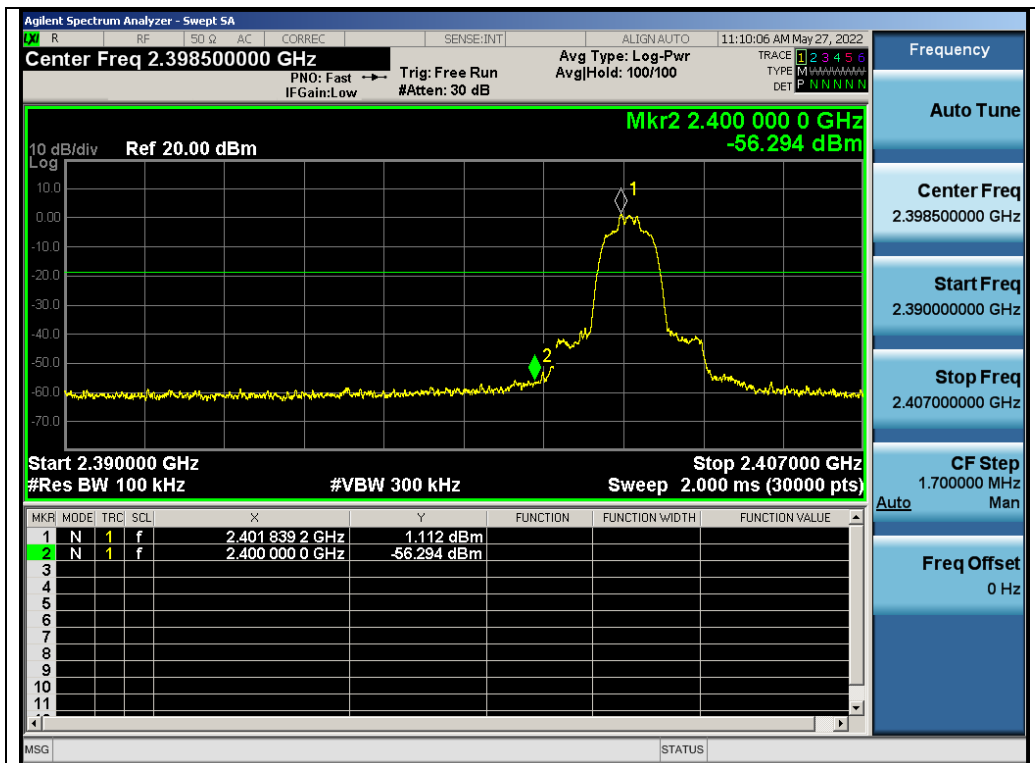 Agilent Spectrum Analyzer - Swept SA
LXI R RF 50 Ω AC CORREC SENSE:INT ALIGN AUTO 11:10:06 AM May 27, 2022
Center Freq 2.398500000 GHz
PNO: Fast
IFGain:Low
Trig: Free Run
#Atten: 30 dB
Avg Type: Log-Pwr
Avg|Hold: 100/100
TRACE 1 2 3 4 5 6
TYPE M
DET P N N N N N
Mkr2 2.400 000 0 GHz
-56.294 dBm
10 dB/div Ref 20.00 dBm
Log
10.0
0.00
-10.0
-20.0
-30.0
-40.0
-50.0
-60.0
-70.0
1
2
Start 2.390000 GHz Stop 2.407000 GHz
#Res BW 100 kHz #VBW 300 kHz Sweep 2.000 ms (30000 pts)
MKR MODE TRC SCL X Y FUNCTION FUNCTION WIDTH FUNCTION VALUE
1 N 1 f 2.401 839 2 GHz 1.112 dBm
2 N 1 f 2.400 000 0 GHz -56.294 dBm
3
4
5
6
7
8
9
10
11
MSG STATUS
Frequency
Auto Tune
Center Freq
2.398500000 GHz
Start Freq
2.390000000 GHz
Stop Freq
2.407000000 GHz
CF Step
1.700000 MHz
Auto Man
Freq Offset
0 Hz